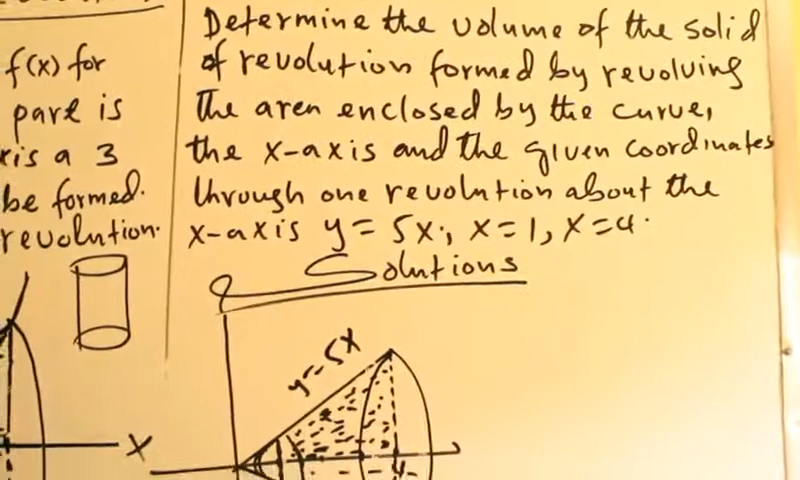 f(x) for
part is
is a 3
be formed.
revolution.
X
Determine the volume of the solid
of revolution formed by revolving
The area enclosed by the curve,
the x-axis and the given coordinates
through one revolution about the
x-axis y = 5x; x=1, x=4.
Solutions
y=5x
4